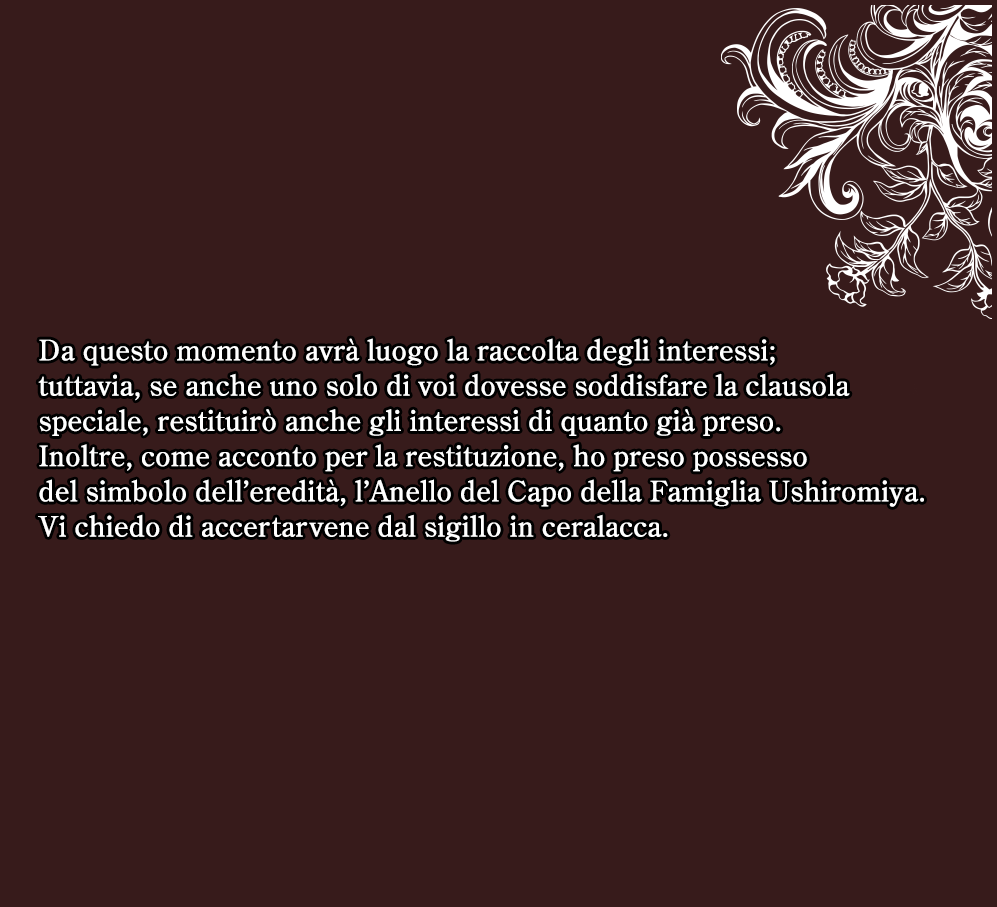 Da questo momento avrà luogo la raccolta degli interessi;
tuttavia, se anche uno solo di voi dovesse soddisfare la clausola
speciale, restituirò anche gli interessi di quanto già preso.
Inoltre, come acconto per la restituzione, ho preso possesso
del simbolo dell’eredità, l’Anello del Capo della Famiglia Ushiromiya.
Vi chiedo di accertarvene dal sigillo in ceralacca.